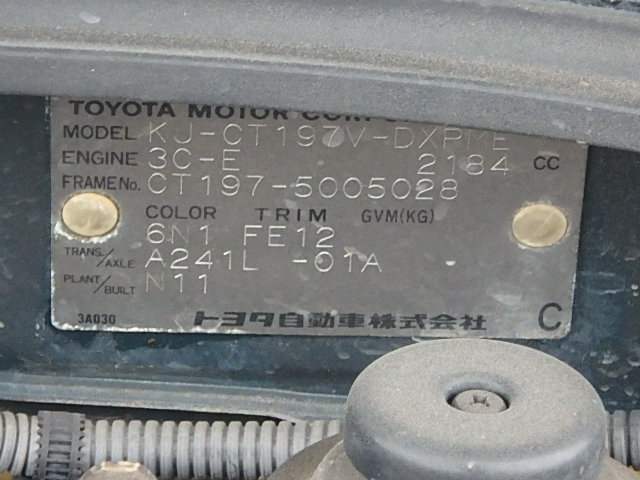 TOYOTA MOTOR CORPO
MODEL KJ-CT197V-DXPME
ENGINE 3C-E 2184 CC
FRAME No. CT197-5005028
COLOR TRIM GVM(KG)
6N1 FE12
TRANS./AXLE A241L -01A
PLANT/BUILT N11
3A030 トヨタ自動車株式会社 C